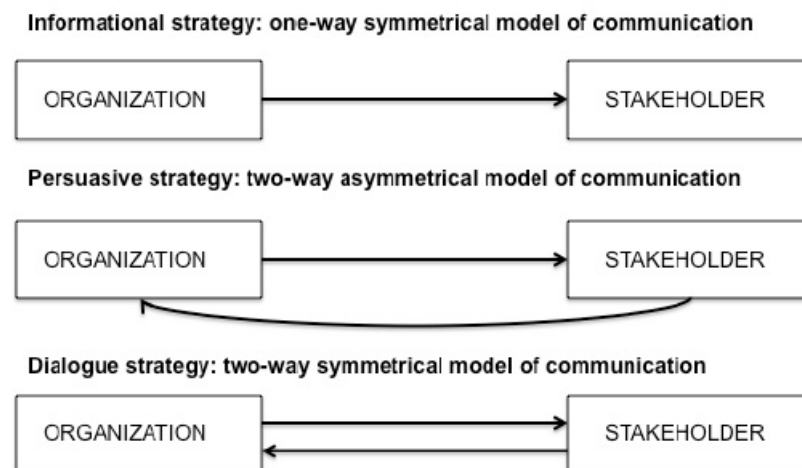 Informational strategy: one-way symmetrical model of communication
ORGANIZATION
STAKEHOLDER
Persuasive strategy: two-way asymmetrical model of communication
ORGANIZATION
STAKEHOLDER
Dialogue strategy: two-way symmetrical model of communication
ORGANIZATION
STAKEHOLDER